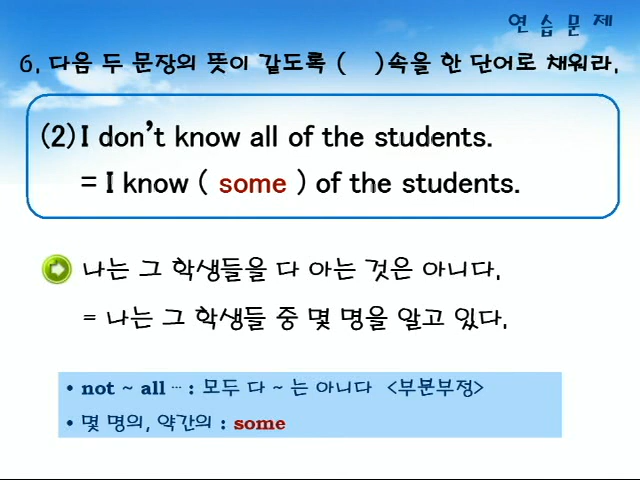 연습문제
6. 다음 두 문장의 뜻이 같도록 (  )속을 한 단어로 채워라.
(2) I don't know all of the students.
= I know ( some ) of the students.
나는 그 학생들을 다 아는 것은 아니다.
= 나는 그 학생들 중 몇 명을 알고 있다.
• not ~ all … : 모두 다 ~ 는 아니다 <부분부정>
• 몇 명의, 약간의 : some